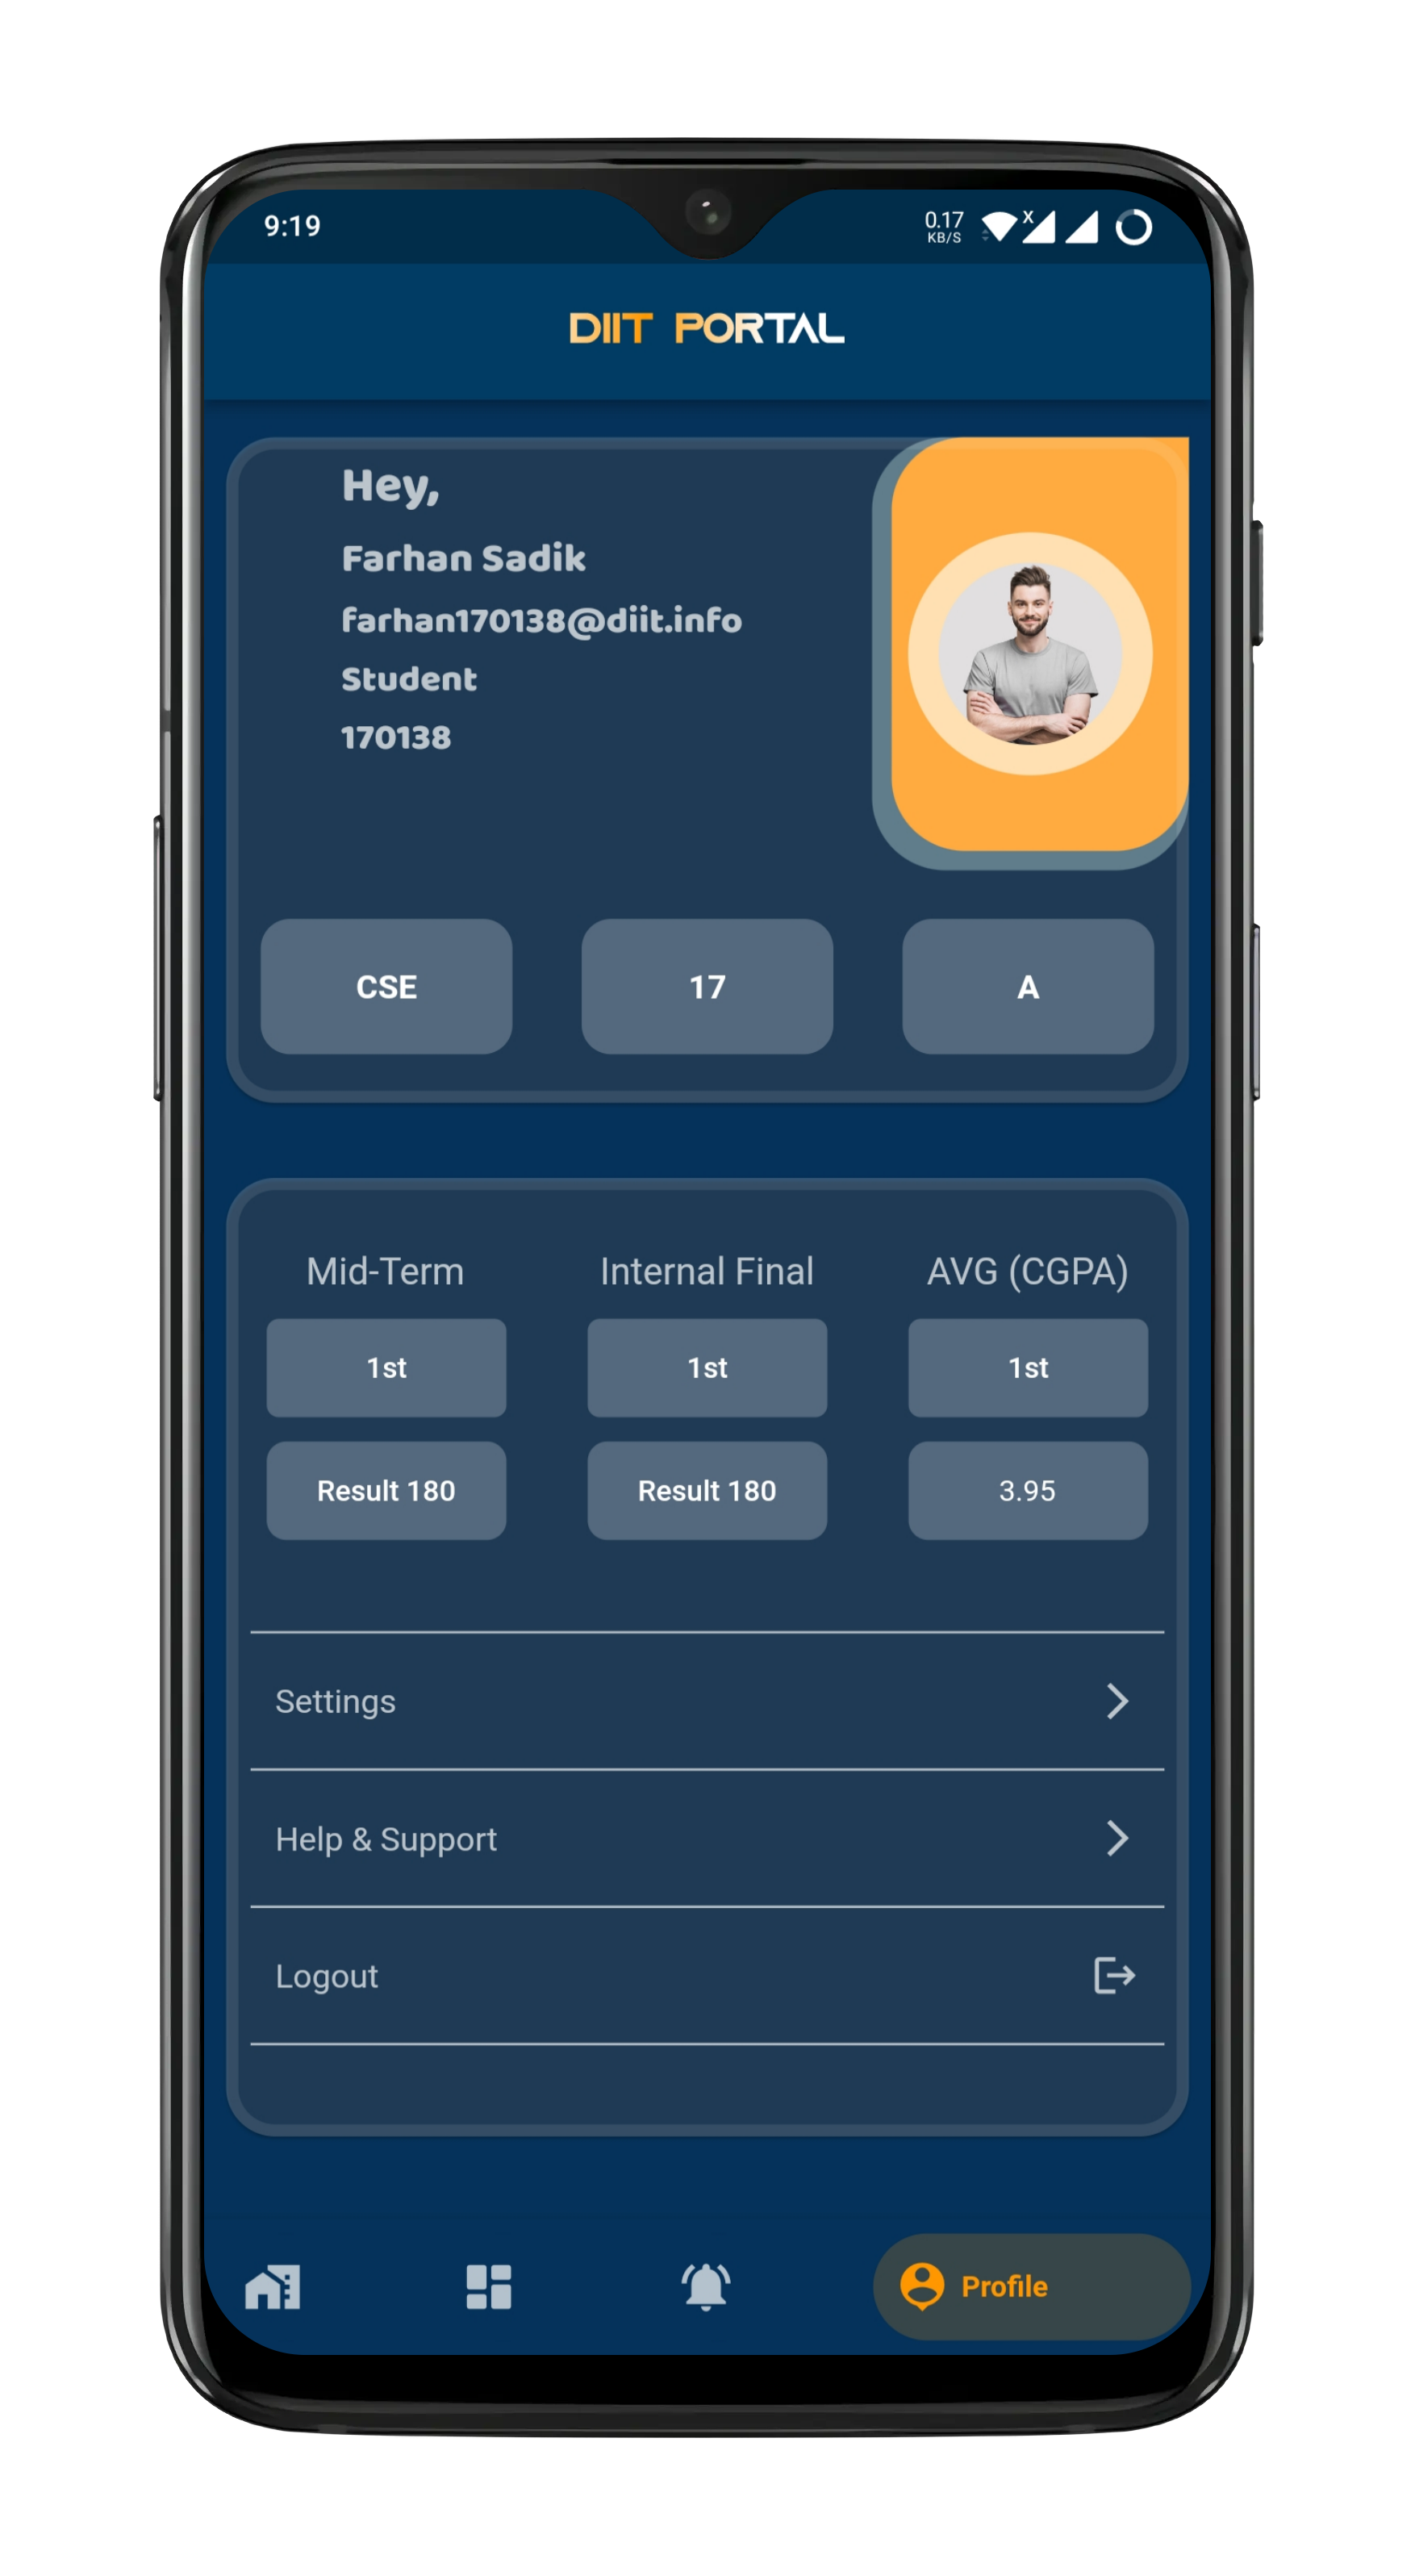 9:19
0.17
KB/S
X
DIIT PORTAL
Hey,
Farhan Sadik
farhan170138@diit.info
Student
170138
CSE 17 A
Mid-Term Internal Final AVG (CGPA)
1st 1st 1st
Result 180 Result 180 3.95
Settings
Help & Support
Logout
Profile